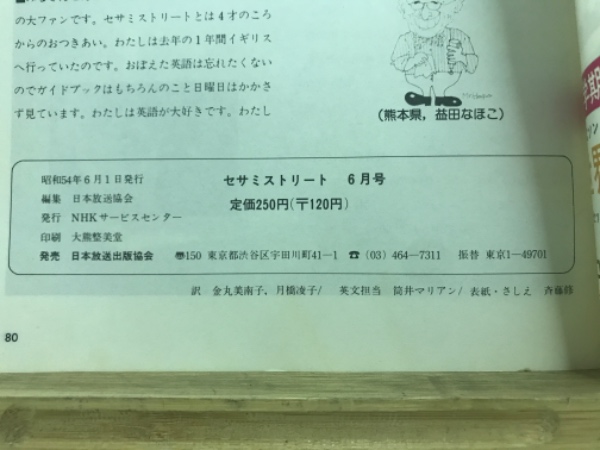 の大ファンです。セサミストリートとは4才のころ
からのおつきあい。わたしは去年の1年間イギリス
へ行っていたのです。おぼえた英語は忘れたくない
のでガイドブックはもちろんのこと日曜日はかかさ
ず見ています。わたしは英語が大好きです。わたし
(熊本県,益田なほこ)
昭和54年6月1日発行
セサミストリート 6月号
編集 日本放送協会
定価250円(〒120円)
発行 NHKサービスセンター
印刷 大熊整美堂
発売 日本放送出版協会 〠150 東京都渋谷区宇田川町41-1 ☎(03)464-7311 振替 東京1-49701
訳 金丸美南子,月橋凌子/ 英文担当 筒井マリアン/ 表紙・さしえ 斉藤修
80
学期